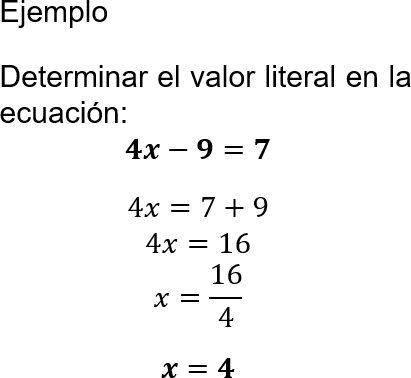 Ejemplo
Determinar el valor literal en la
ecuación:
4x − 9 = 7
4x = 7 + 9
4x = 16
x = 16/4
x = 4